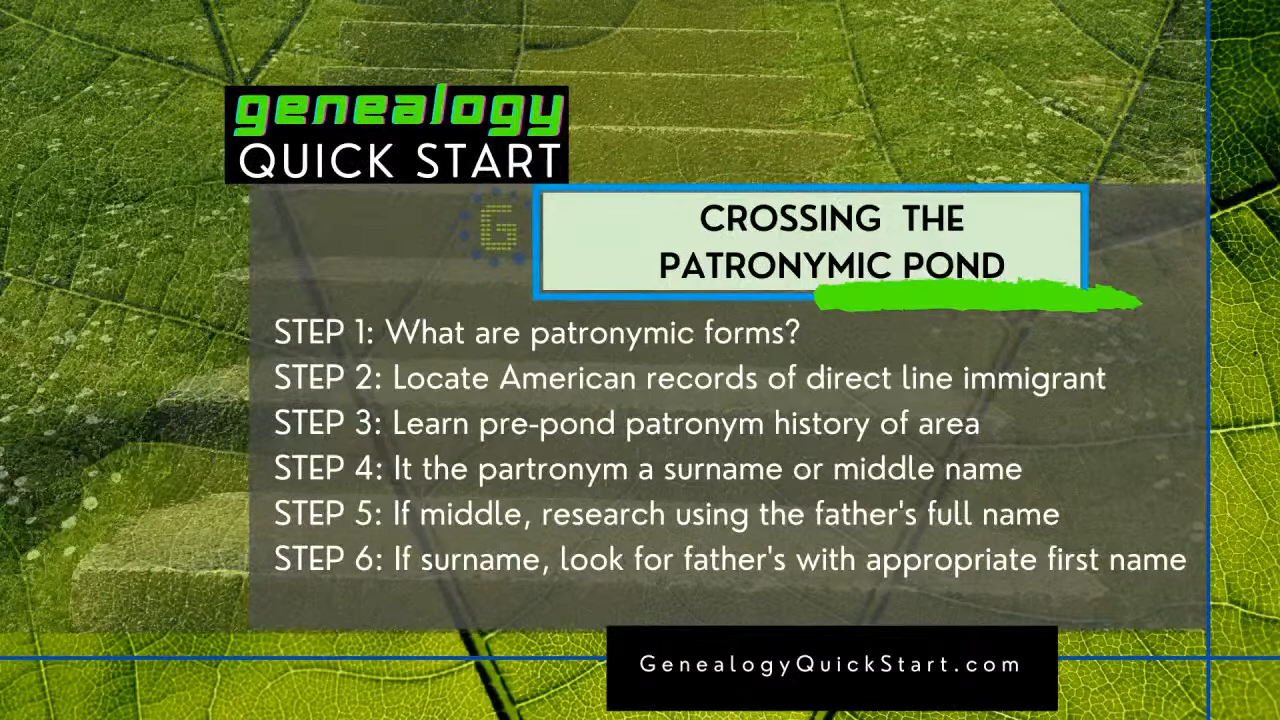 genealogy
QUICK START
G
CROSSING THE
PATRONYMIC POND
STEP 1: What are patronymic forms?
STEP 2: Locate American records of direct line immigrant
STEP 3: Learn pre-pond patronym history of area
STEP 4: It the partronym a surname or middle name
STEP 5: If middle, research using the father's full name
STEP 6: If surname, look for father's with appropriate first name
GenealogyQuickStart.com